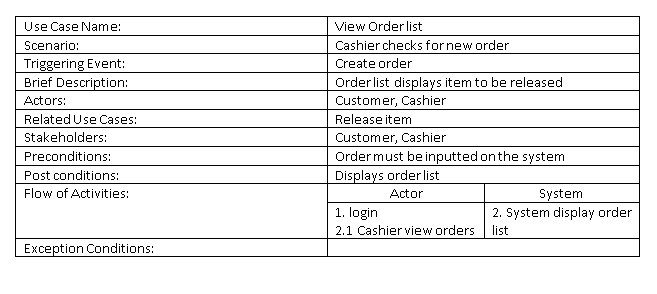 Use Case Name: View Orderlist
Scenario: Cashier checks for new order
Triggering Event: Create order
Brief Description: Order list displays item to be released
Actors: Customer, Cashier
Related Use Cases: Release item
Stakeholders: Customer, Cashier
Preconditions: Order must be inputted on the system
Post conditions: Displays order list
Flow of Activities: Actor System
1. login 2. System display order
2.1 Cashier view orders list
Exception Conditions: